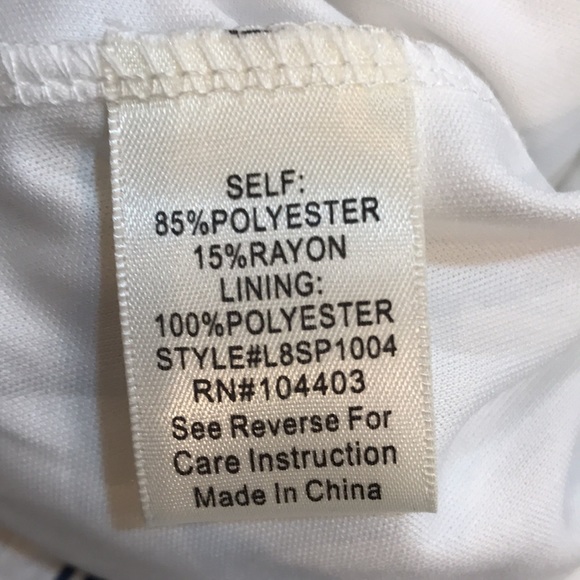 SELF:
85%POLYESTER
15%RAYON
LINING:
100%POLYESTER
STYLE#L8SP1004
RN#104403
See Reverse For
Care Instruction
Made In China